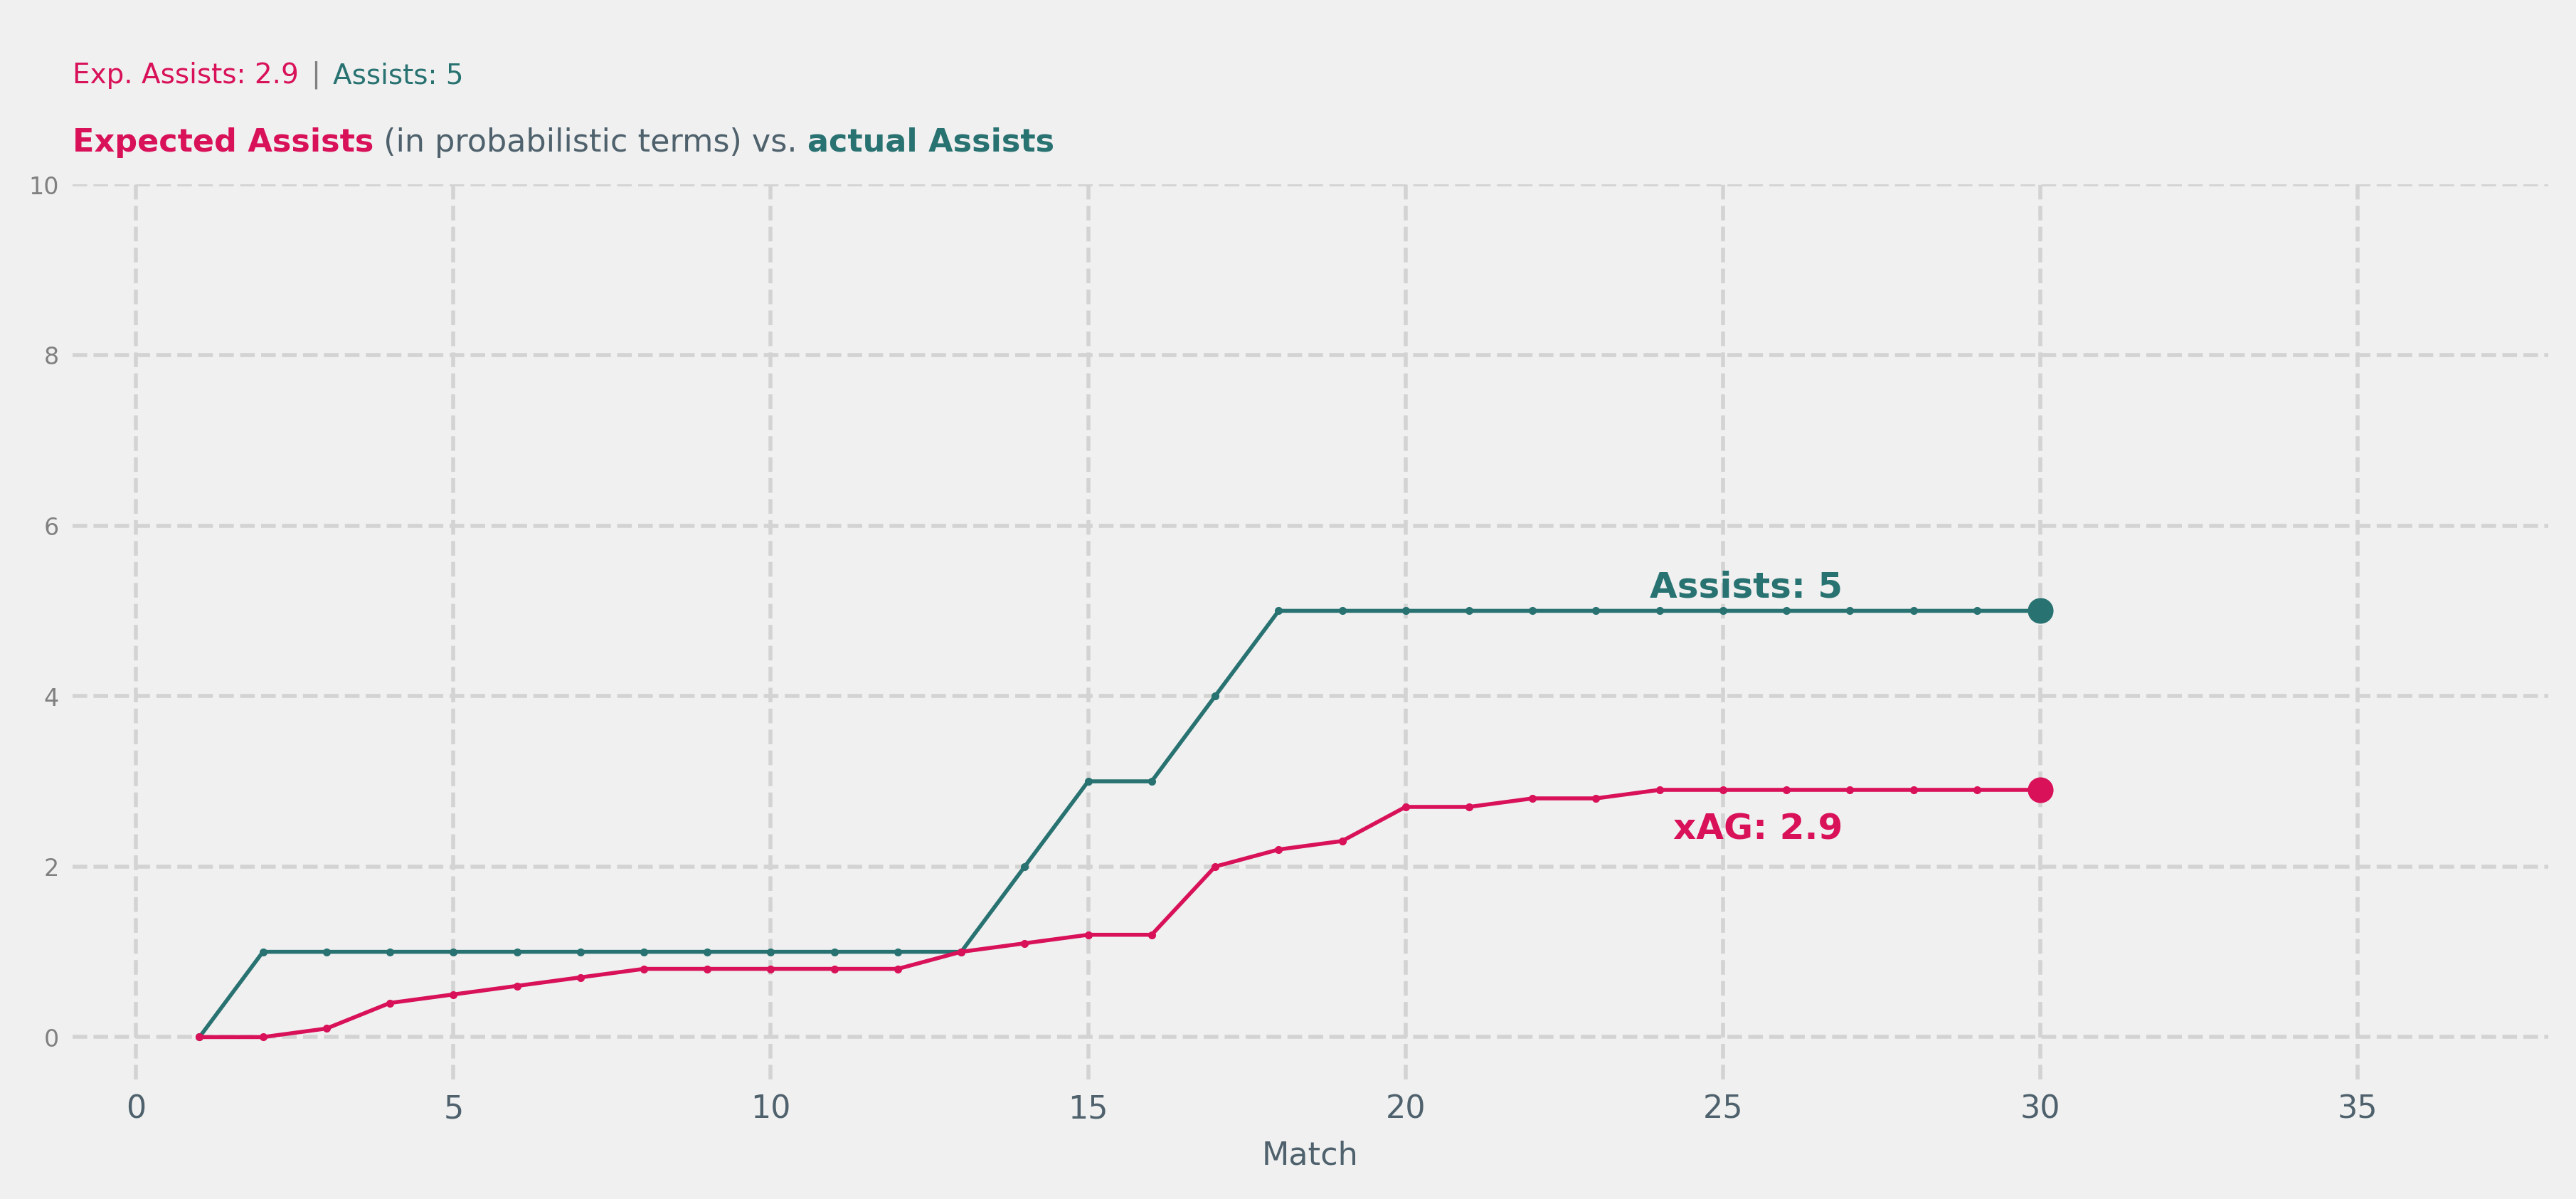 Exp. Assists: 2.9 | Assists: 5
Expected Assists (in probabilistic terms) vs. actual Assists
10
8
6
Assists: 5
4
xAG: 2.9
2
0
0 5 10 15 20 25 30 35
Match